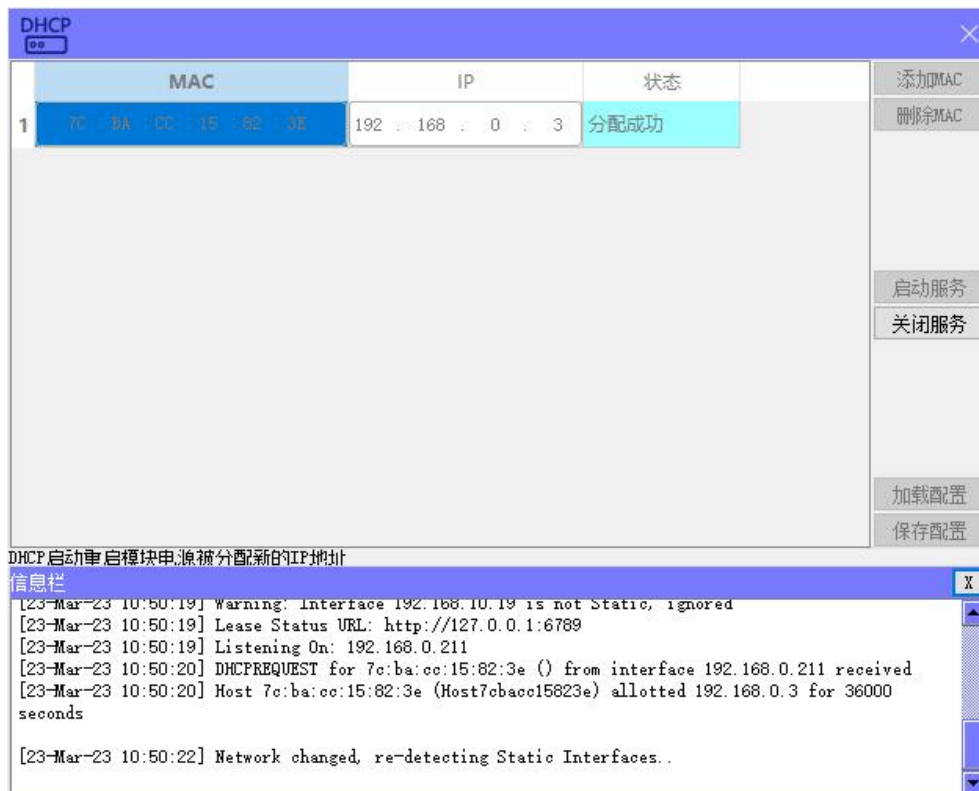 DHCP
MAC IP 状态 添加MAC
1 7C : BA : CC : 15 : 82 : 3E 192 . 168 . 0 . 3 分配成功 删除MAC
启动服务
关闭服务
加载配置
保存配置
DHCP启动重启模块电源被分配新的IP地址
信息栏 X
[23-Mar-23 10:50:19] Warning: Interface 192.168.10.19 is not Static, ignored
[23-Mar-23 10:50:19] Lease Status URL: http://127.0.0.1:6789
[23-Mar-23 10:50:19] Listening On: 192.168.0.211
[23-Mar-23 10:50:20] DHCPREQUEST for 7c:ba:cc:15:82:3e () from interface 192.168.0.211 received
[23-Mar-23 10:50:20] Host 7c:ba:cc:15:82:3e (Host7cbacc15823e) allotted 192.168.0.3 for 36000
seconds
[23-Mar-23 10:50:22] Network changed, re-detecting Static Interfaces..